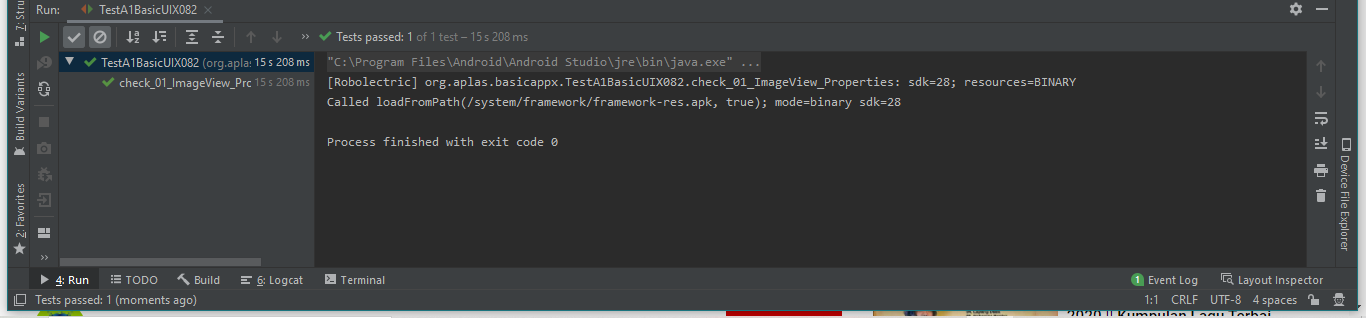 Run:
TestA1BasicUIX082
Tests passed: 1 of 1 test – 15 s 208 ms
TestA1BasicUIX082 (org.aplas 15 s 208 ms
check_01_ImageView_Prc 15 s 208 ms
"C:\Program Files\Android\Android Studio\jre\bin\java.exe" ...
[Robolectric] org.aplas.basicappx.TestA1BasicUIX082.check_01_ImageView_Properties: sdk=28; resources=BINARY
Called loadFromPath(/system/framework/framework-res.apk, true); mode=binary sdk=28
Process finished with exit code 0
7: Stru
Build Variants
2: Favorites
Device File Explorer
4: Run
TODO
Build
6: Logcat
Terminal
1 Event Log
Layout Inspector
Tests passed: 1 (moments ago)
1:1 CRLF UTF-8 4 spaces
2020 || Kumpulan Lagu Terbai